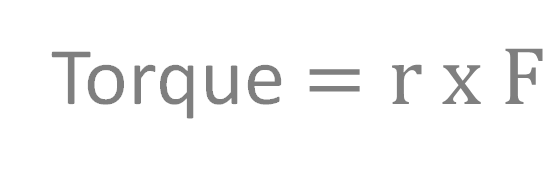 Torque = r x F